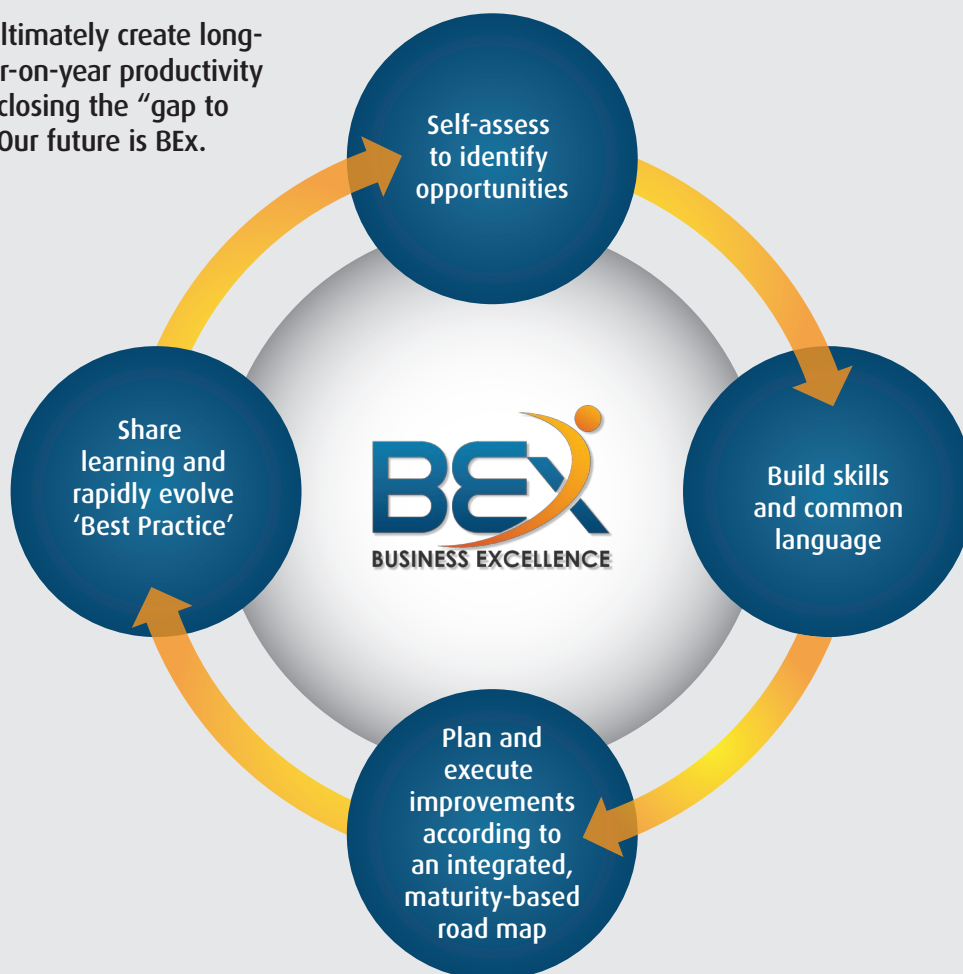 ltimately create long-
r-on-year productivity
closing the “gap to
Our future is BEx.
Self-assess
to identify
opportunities
Build skills
and common
language
Plan and
execute
improvements
according to
an integrated,
maturity-based
road map
Share
learning and
rapidly evolve
‘Best Practice’
BEx
BUSINESS EXCELLENCE